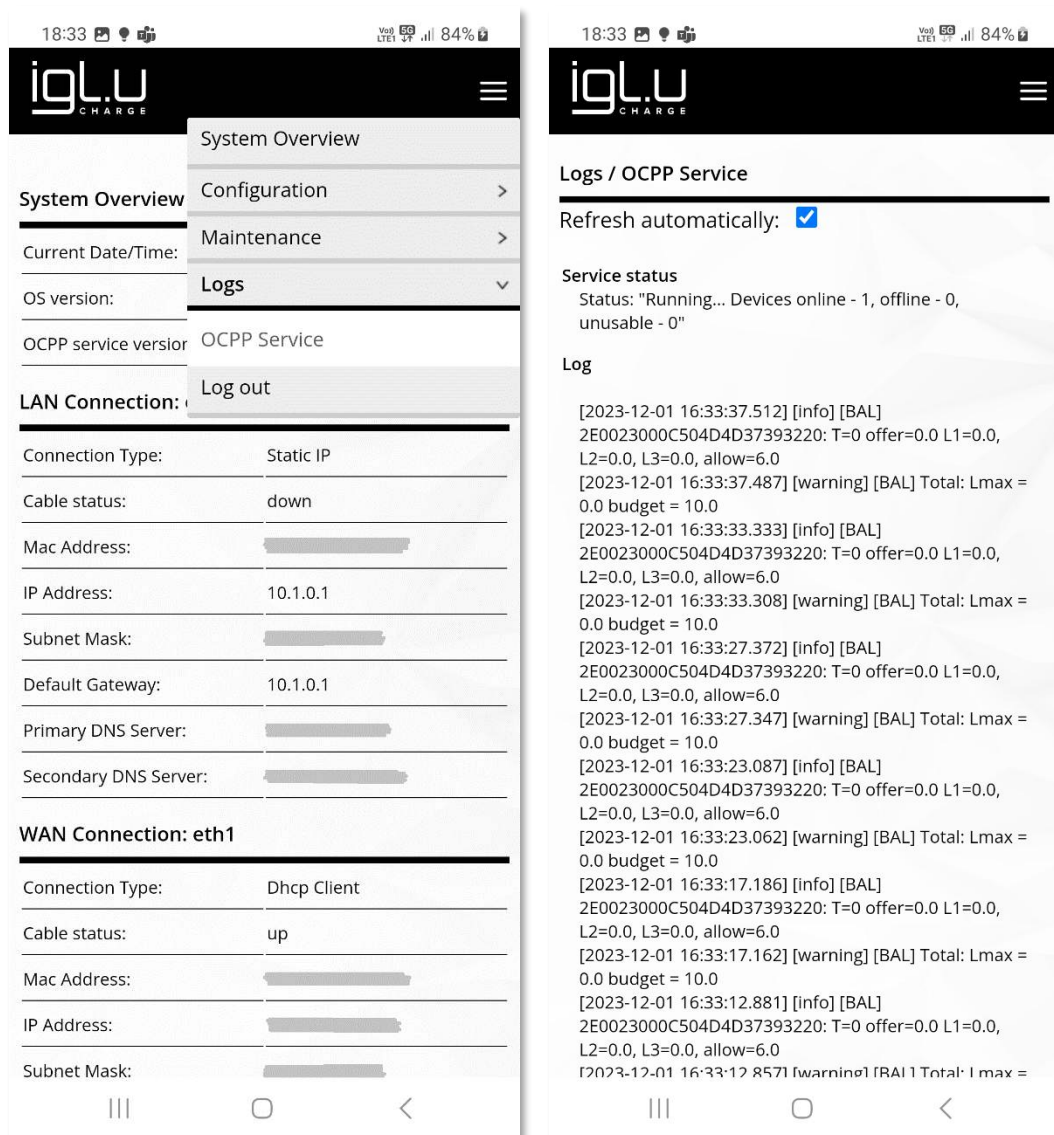 18:33 84%
igL.U
CHARGE
System Overview
Configuration
Maintenance
Logs
OCPP Service
Log out
System Overview
Current Date/Time:
OS version:
OCPP service version
LAN Connection:
Connection Type: Static IP
Cable status: down
Mac Address:
IP Address: 10.1.0.1
Subnet Mask:
Default Gateway: 10.1.0.1
Primary DNS Server:
Secondary DNS Server:
WAN Connection: eth1
Connection Type: Dhcp Client
Cable status: up
Mac Address:
IP Address:
Subnet Mask:
18:33 84%
igL.U
CHARGE
Logs / OCPP Service
Refresh automatically:
Service status
Status: "Running... Devices online - 1, offline - 0,
unusable - 0"
Log
[2023-12-01 16:33:37.512] [info] [BAL]
2E0023000C504D4D37393220: T=0 offer=0.0 L1=0.0,
L2=0.0, L3=0.0, allow=6.0
[2023-12-01 16:33:37.487] [warning] [BAL] Total: Lmax =
0.0 budget = 10.0
[2023-12-01 16:33:33.333] [info] [BAL]
2E0023000C504D4D37393220: T=0 offer=0.0 L1=0.0,
L2=0.0, L3=0.0, allow=6.0
[2023-12-01 16:33:33.308] [warning] [BAL] Total: Lmax =
0.0 budget = 10.0
[2023-12-01 16:33:27.372] [info] [BAL]
2E0023000C504D4D37393220: T=0 offer=0.0 L1=0.0,
L2=0.0, L3=0.0, allow=6.0
[2023-12-01 16:33:27.347] [warning] [BAL] Total: Lmax =
0.0 budget = 10.0
[2023-12-01 16:33:23.087] [info] [BAL]
2E0023000C504D4D37393220: T=0 offer=0.0 L1=0.0,
L2=0.0, L3=0.0, allow=6.0
[2023-12-01 16:33:23.062] [warning] [BAL] Total: Lmax =
0.0 budget = 10.0
[2023-12-01 16:33:17.186] [info] [BAL]
2E0023000C504D4D37393220: T=0 offer=0.0 L1=0.0,
L2=0.0, L3=0.0, allow=6.0
[2023-12-01 16:33:17.162] [warning] [BAL] Total: Lmax =
0.0 budget = 10.0
[2023-12-01 16:33:12.881] [info] [BAL]
2E0023000C504D4D37393220: T=0 offer=0.0 L1=0.0,
L2=0.0, L3=0.0, allow=6.0
[2023-12-01 16:33:12.857] [warning] [BAL] Total: Lmax =